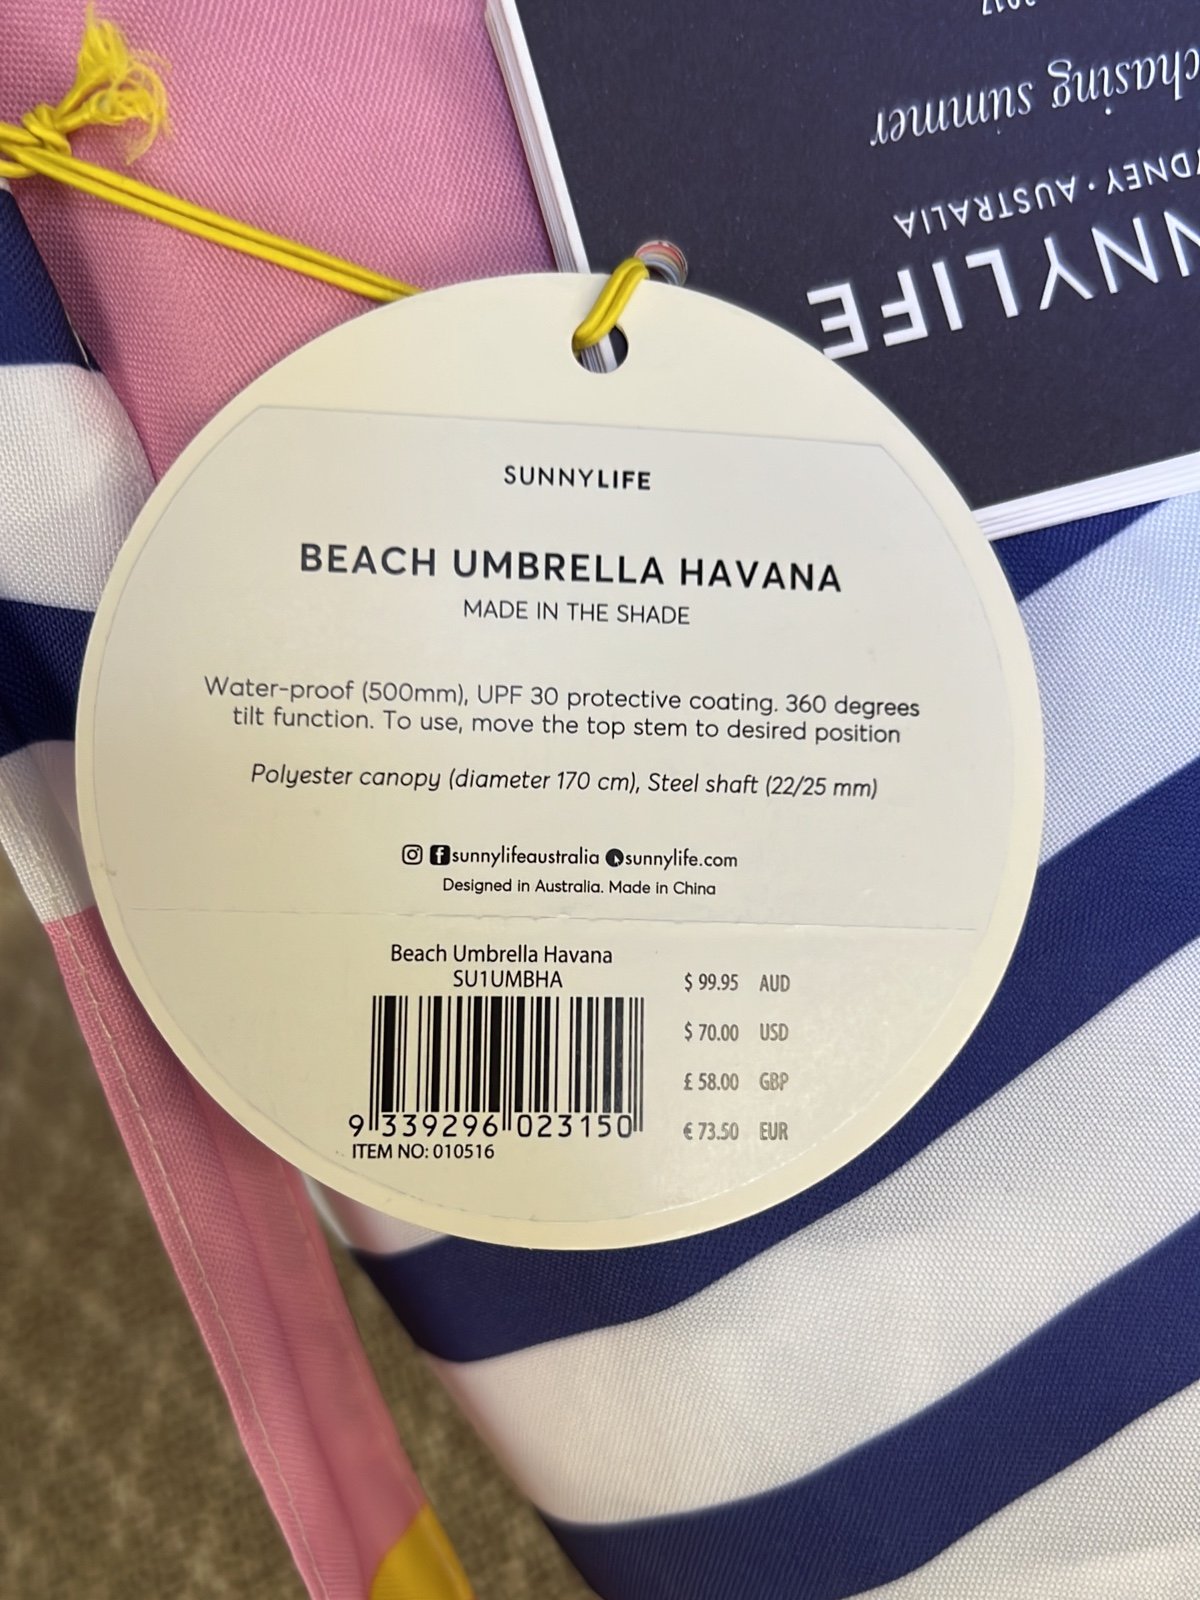 2017
chasing summer
SYDNEY · AUSTRALIA
NNYLIFE
SUNNYLIFE
BEACH UMBRELLA HAVANA
MADE IN THE SHADE
Water-proof (500mm), UPF 30 protective coating. 360 degrees
tilt function. To use, move the top stem to desired position
Polyester canopy (diameter 170 cm), Steel shaft (22/25 mm)
sunnylifeaustralia sunnylife.com
Designed in Australia. Made in China
Beach Umbrella Havana
SU1UMBHA
$ 99.95 AUD
$ 70.00 USD
£ 58.00 GBP
€ 73.50 EUR
9 339296 023150
ITEM NO: 010516